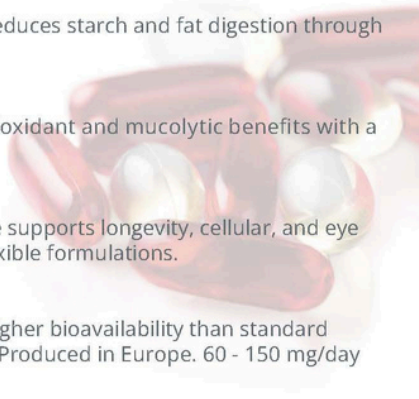 educes starch and fat digestion through
oxidant and mucolytic benefits with a
supports longevity, cellular, and eye
xible formulations.
gher bioavailability than standard
Produced in Europe. 60 - 150 mg/day